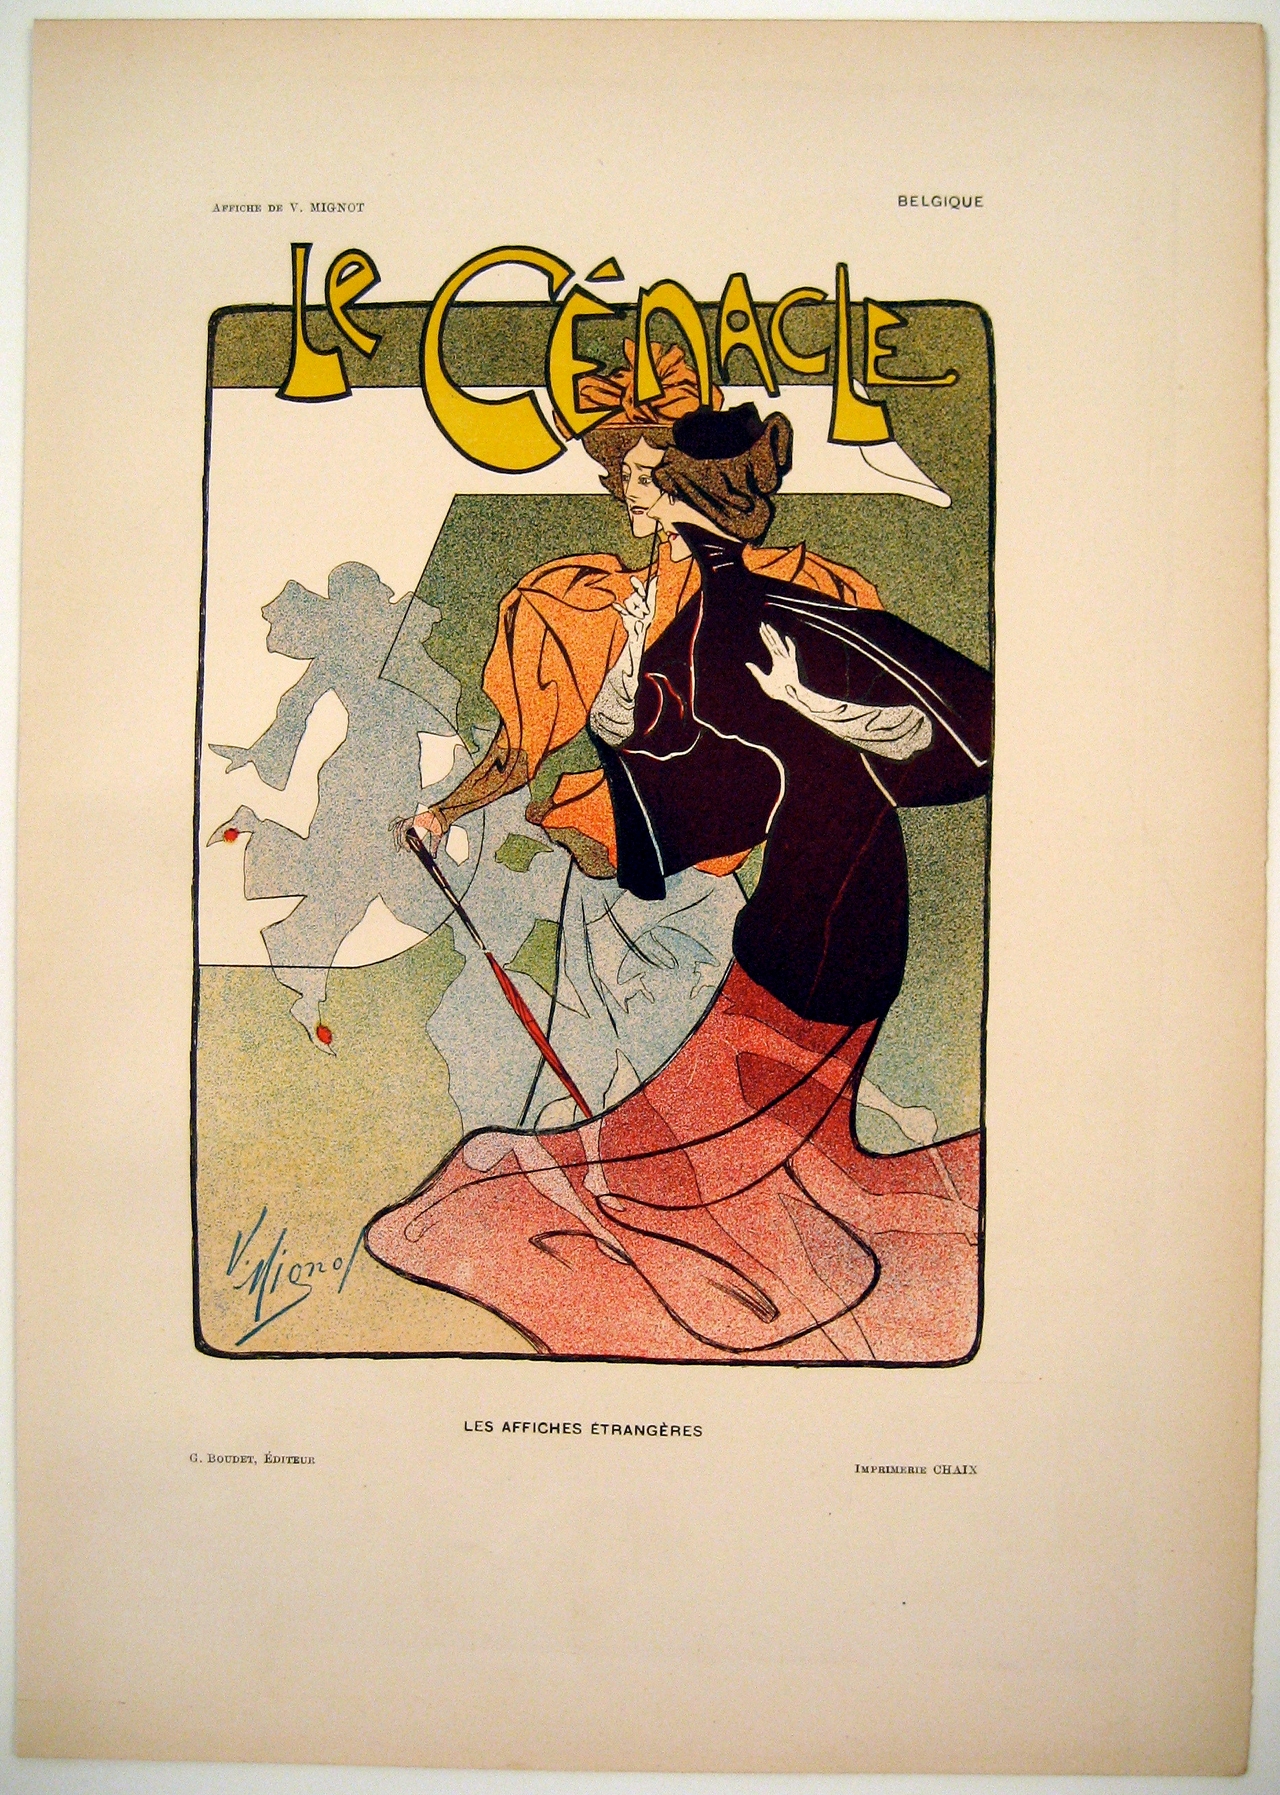 AFFICHE DE V. MIGNOT
BELGIQUE
LE CÉNACLE
V. Mignot
LES AFFICHES ÉTRANGÈRES
G. BOUDET, ÉDITEUR
IMPRIMERIE CHAIX